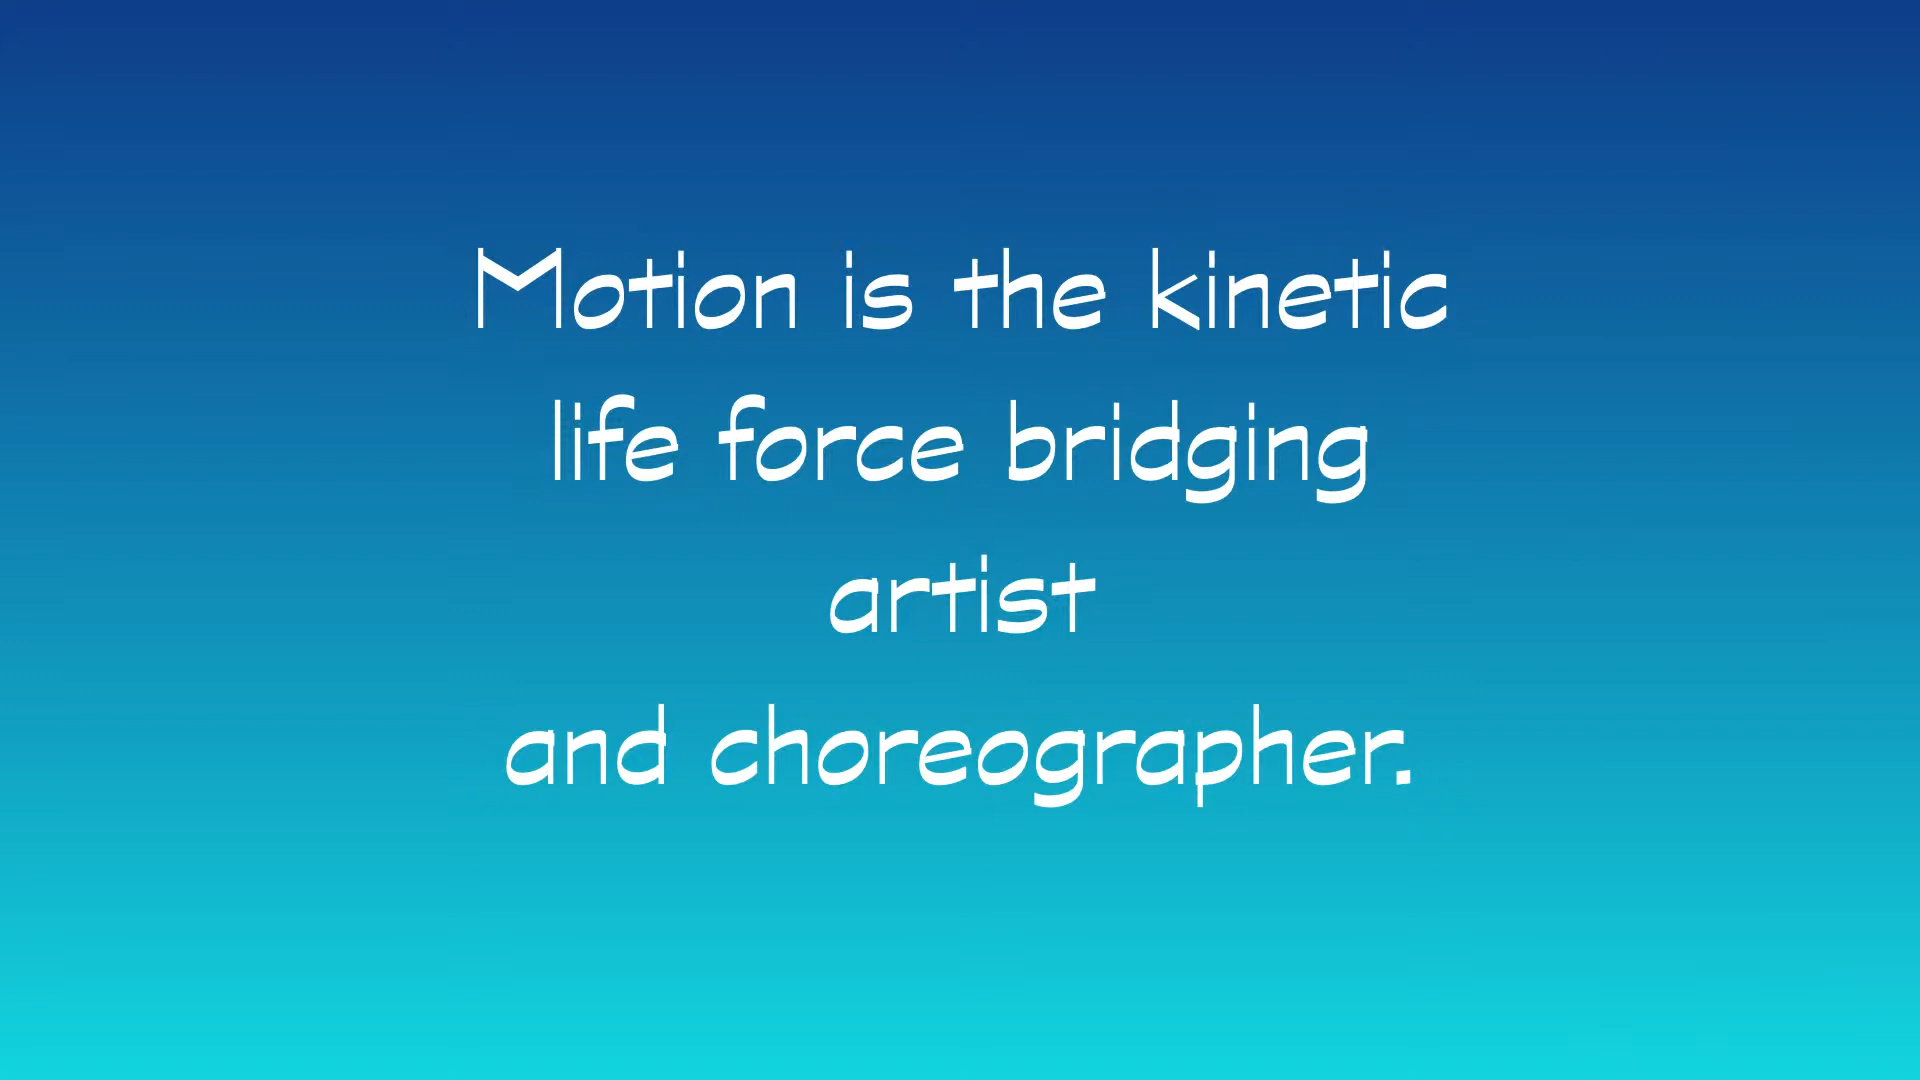 Motion is the kinetic
life force bridging
artist
and choreographer.